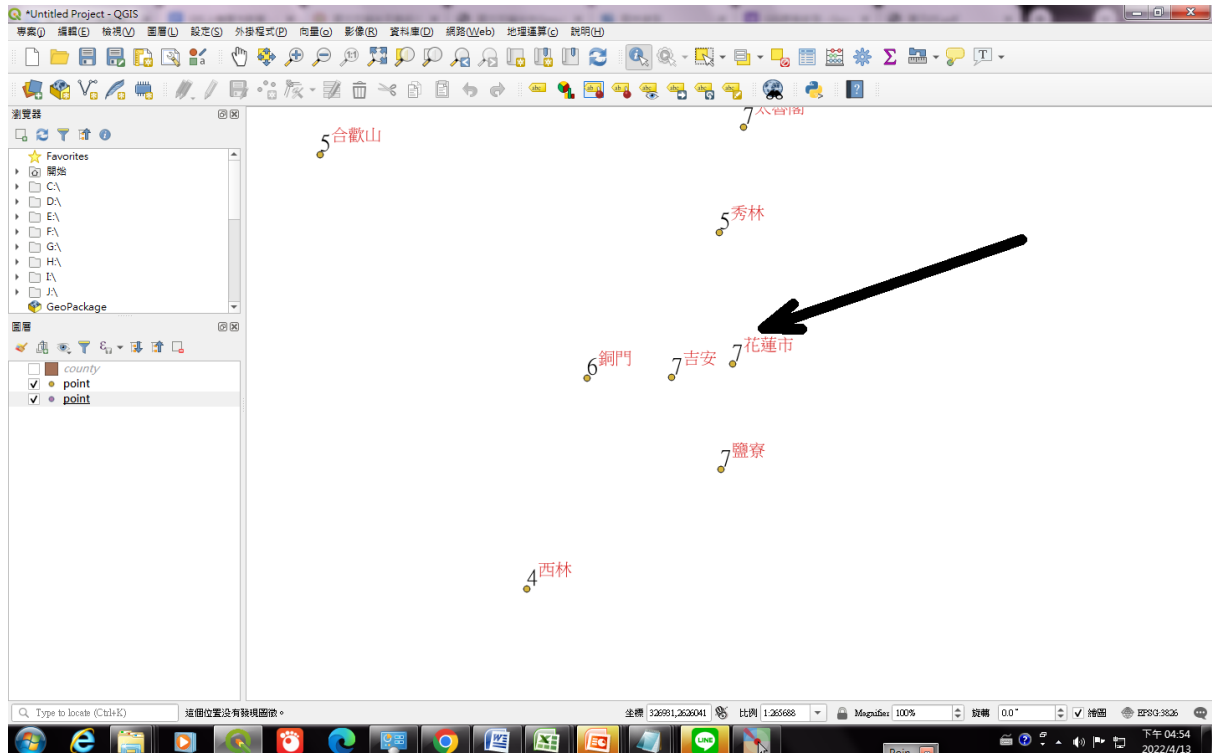 *Untitled Project - QGIS
專案(J) 編輯(E) 檢視(V) 圖層(L) 設定(S) 外掛程式(P) 向量(O) 影像(R) 資料庫(D) 網路(Web) 地理運算(C) 說明(H)
瀏覽器
Favorites
開始
C:\
D:\
E:\
F:\
G:\
H:\
I:\
J:\
GeoPackage
圖層
county
point
point
7 太魯閣
5 合歡山
5 秀林
7 花蓮市
6 銅門
7 吉安
7 鹽寮
4 西林
Type to locate (Ctrl+K) 這個位置沒有發現圖徵。 坐標 326931,2626041 比例 1:265688 Magnifier 100% 旋轉 0.0° 繪圖 EPSG:3826
下午 04:54
2022/4/13